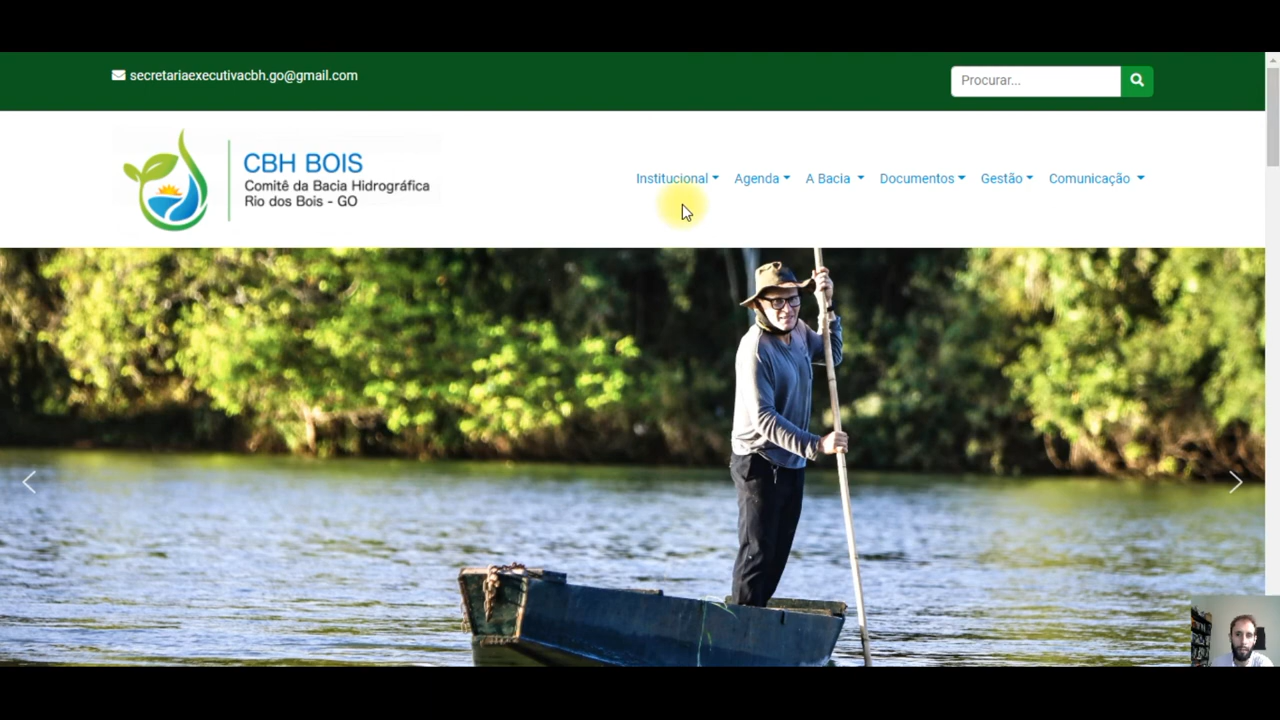 secretariaexecutivacbh.go@gmail.com
Procurar...
CBH BOIS
Comitê da Bacia Hidrográfica
Rio dos Bois - GO
Institucional Agenda A Bacia Documentos Gestão Comunicação